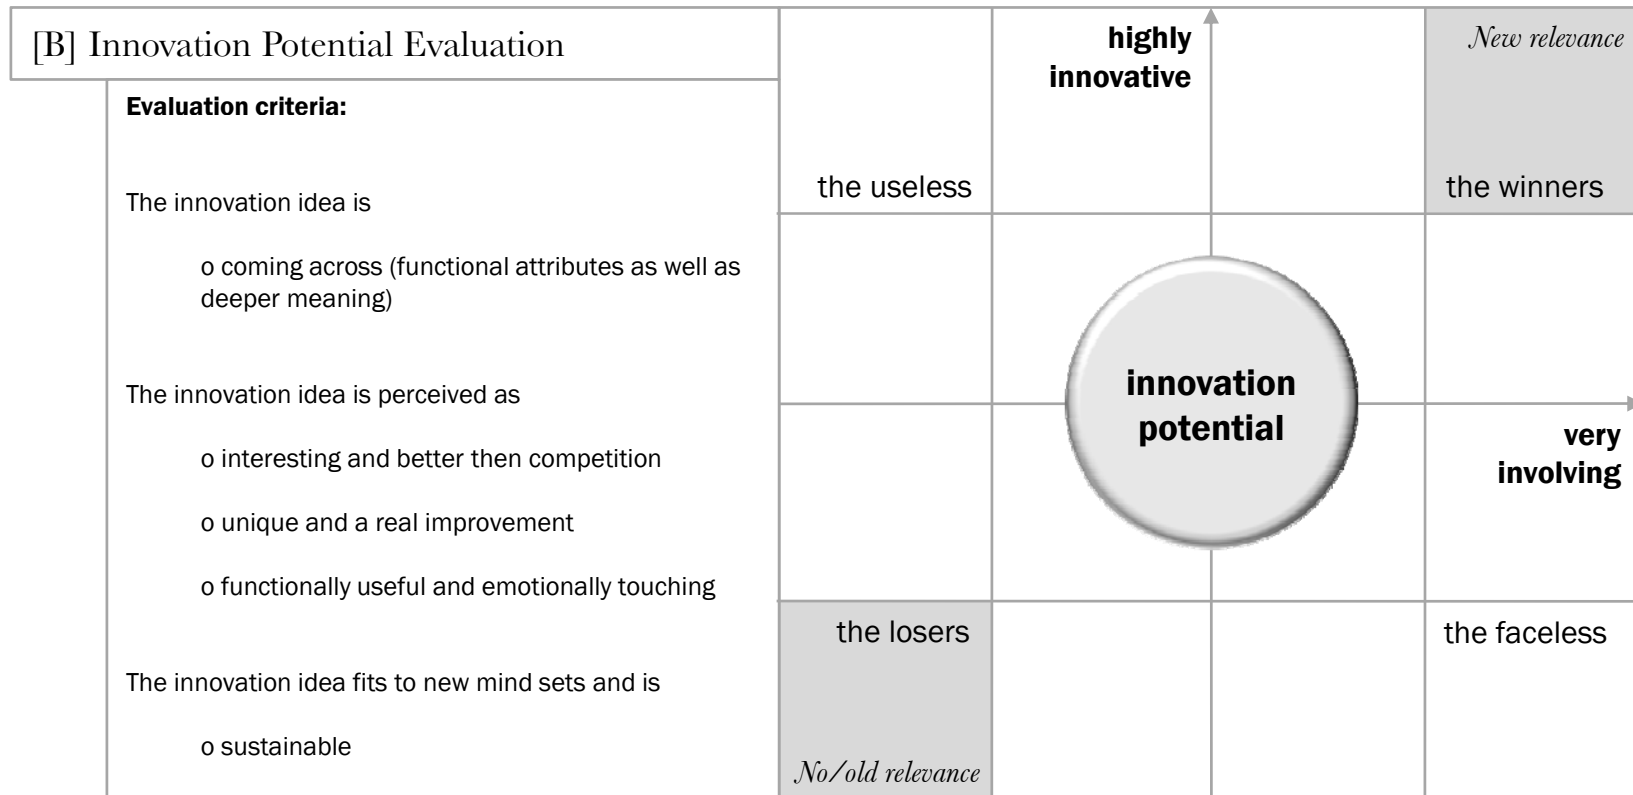 [B] Innovation Potential Evaluation
Evaluation criteria:
The innovation idea is
o coming across (functional attributes as well as
deeper meaning)
The innovation idea is perceived as
o interesting and better then competition
o unique and a real improvement
o functionally useful and emotionally touching
The innovation idea fits to new mind sets and is
o sustainable
highly
innovative
New relevance
the useless
the winners
innovation
potential
very
involving
the losers
the faceless
No/old relevance